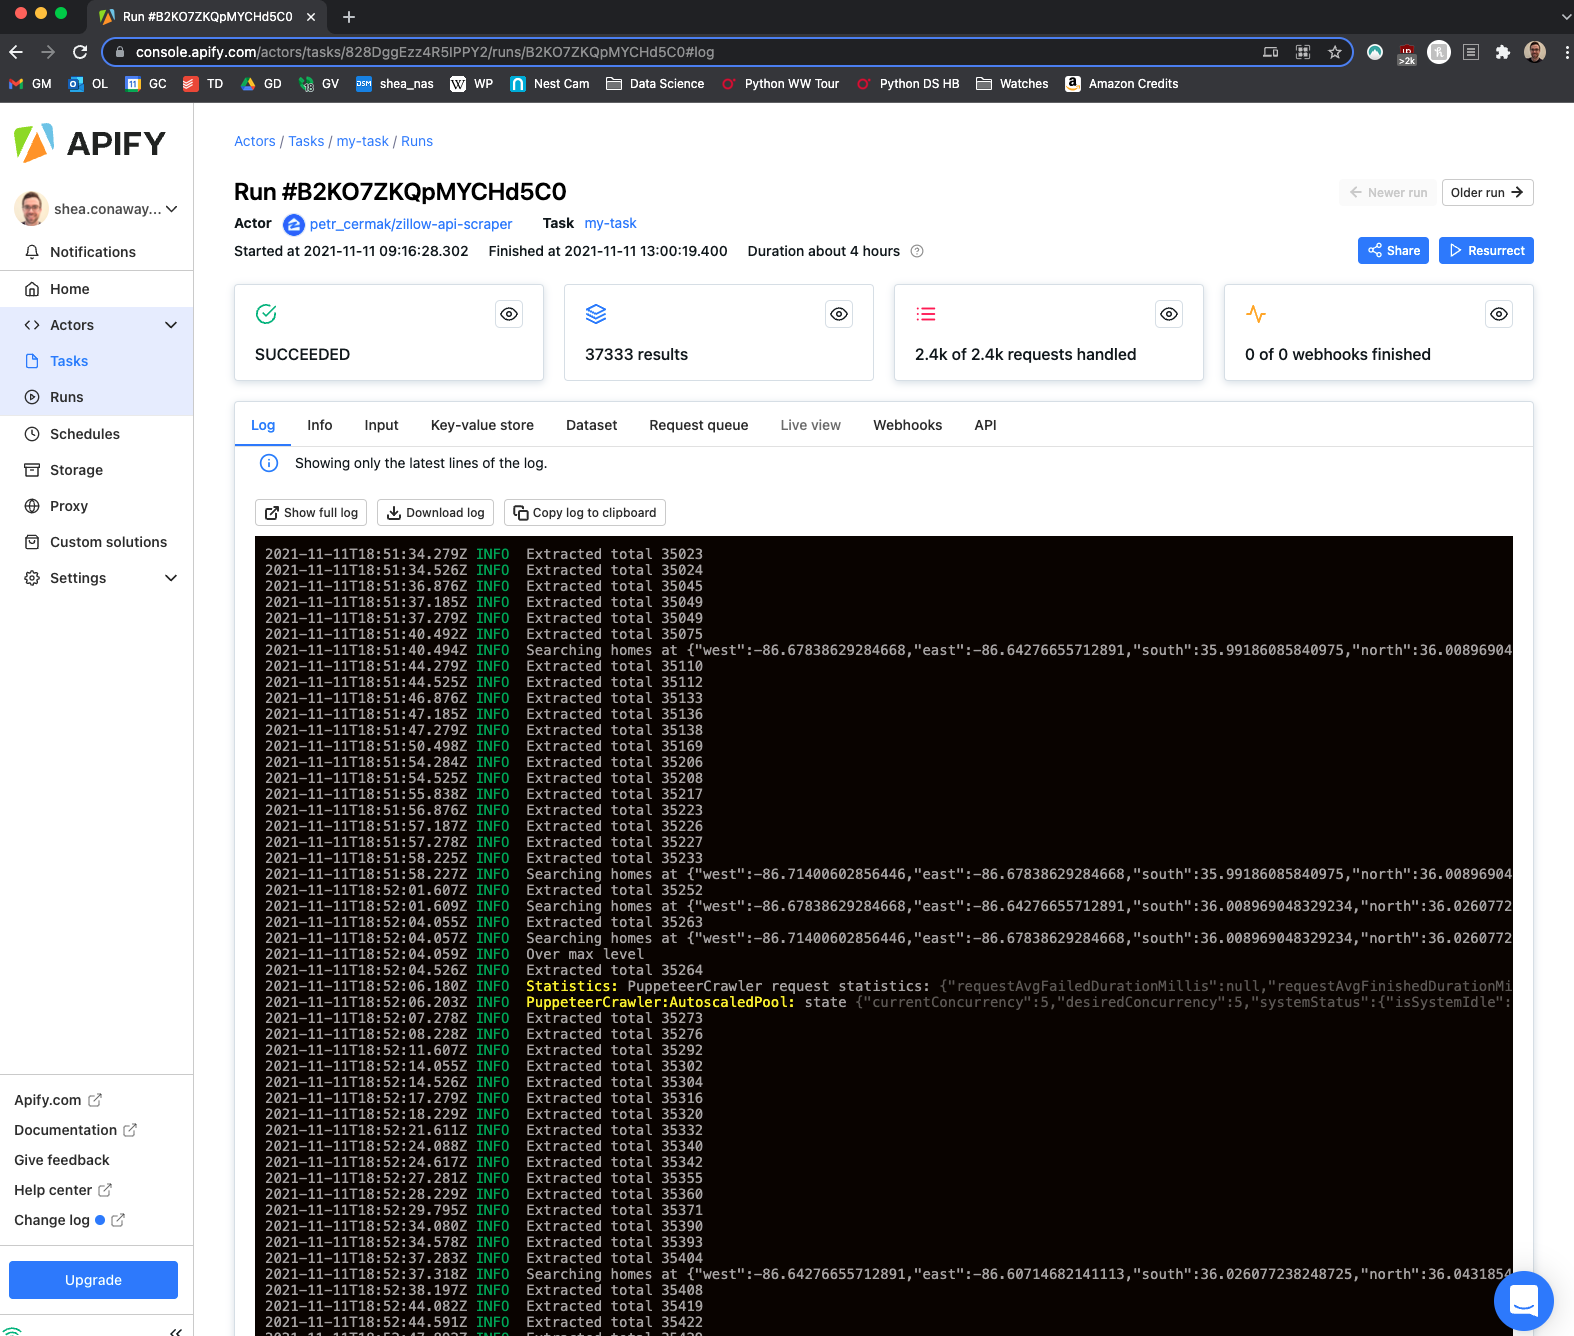 Run #B2KO7ZKQpMYCHd5C0
console.apify.com/actors/tasks/828DggEzz4R5IPPY2/runs/B2KO7ZKQpMYCHd5C0#log
>2k
GM OL GC TD GD GV shea_nas WP Nest Cam Data Science Python WW Tour Python DS HB Watches Amazon Credits
APIFY
shea.conaway...
Notifications
Home
Actors
Tasks
Runs
Schedules
Storage
Proxy
Custom solutions
Settings
Apify.com
Documentation
Give feedback
Help center
Change log
Upgrade
Actors / Tasks / my-task / Runs
Run #B2KO7ZKQpMYCHd5C0
Newer run
Older run
Actor petr_cermak/zillow-api-scraper Task my-task
Started at 2021-11-11 09:16:28.302 Finished at 2021-11-11 13:00:19.400 Duration about 4 hours
Share
Resurrect
SUCCEEDED
37333 results
2.4k of 2.4k requests handled
0 of 0 webhooks finished
Log Info Input Key-value store Dataset Request queue Live view Webhooks API
Showing only the latest lines of the log.
Show full log Download log Copy log to clipboard
2021-11-11T18:51:34.279Z INFO Extracted total 35023
2021-11-11T18:51:34.526Z INFO Extracted total 35024
2021-11-11T18:51:36.876Z INFO Extracted total 35045
2021-11-11T18:51:37.185Z INFO Extracted total 35049
2021-11-11T18:51:37.279Z INFO Extracted total 35049
2021-11-11T18:51:40.492Z INFO Extracted total 35075
2021-11-11T18:51:40.494Z INFO Searching homes at {"west":-86.67838629284668,"east":-86.64276655712891,"south":35.99186085840975,"north":36.00896904
2021-11-11T18:51:44.279Z INFO Extracted total 35110
2021-11-11T18:51:44.525Z INFO Extracted total 35112
2021-11-11T18:51:46.876Z INFO Extracted total 35133
2021-11-11T18:51:47.185Z INFO Extracted total 35136
2021-11-11T18:51:47.279Z INFO Extracted total 35138
2021-11-11T18:51:50.498Z INFO Extracted total 35169
2021-11-11T18:51:54.284Z INFO Extracted total 35206
2021-11-11T18:51:54.525Z INFO Extracted total 35208
2021-11-11T18:51:55.838Z INFO Extracted total 35217
2021-11-11T18:51:56.876Z INFO Extracted total 35223
2021-11-11T18:51:57.187Z INFO Extracted total 35226
2021-11-11T18:51:57.278Z INFO Extracted total 35227
2021-11-11T18:51:58.225Z INFO Extracted total 35233
2021-11-11T18:51:58.227Z INFO Searching homes at {"west":-86.71400602856446,"east":-86.67838629284668,"south":35.99186085840975,"north":36.00896904
2021-11-11T18:52:01.607Z INFO Extracted total 35252
2021-11-11T18:52:01.609Z INFO Searching homes at {"west":-86.67838629284668,"east":-86.64276655712891,"south":36.008969048329234,"north":36.0260772
2021-11-11T18:52:04.055Z INFO Extracted total 35263
2021-11-11T18:52:04.057Z INFO Searching homes at {"west":-86.71400602856446,"east":-86.67838629284668,"south":36.008969048329234,"north":36.0260772
2021-11-11T18:52:04.059Z INFO Over max level
2021-11-11T18:52:04.526Z INFO Extracted total 35264
2021-11-11T18:52:06.180Z INFO Statistics: PuppeteerCrawler request statistics: {"requestAvgFailedDurationMillis":null,"requestAvgFinishedDurationMi
2021-11-11T18:52:06.203Z INFO PuppeteerCrawler:AutoscaledPool: state {"currentConcurrency":5,"desiredConcurrency":5,"systemStatus":{"isSystemIdle":
2021-11-11T18:52:07.278Z INFO Extracted total 35273
2021-11-11T18:52:08.228Z INFO Extracted total 35276
2021-11-11T18:52:11.607Z INFO Extracted total 35292
2021-11-11T18:52:14.055Z INFO Extracted total 35302
2021-11-11T18:52:14.526Z INFO Extracted total 35304
2021-11-11T18:52:17.279Z INFO Extracted total 35316
2021-11-11T18:52:18.229Z INFO Extracted total 35320
2021-11-11T18:52:21.611Z INFO Extracted total 35332
2021-11-11T18:52:24.088Z INFO Extracted total 35340
2021-11-11T18:52:24.617Z INFO Extracted total 35342
2021-11-11T18:52:27.281Z INFO Extracted total 35355
2021-11-11T18:52:28.229Z INFO Extracted total 35360
2021-11-11T18:52:29.795Z INFO Extracted total 35371
2021-11-11T18:52:34.080Z INFO Extracted total 35390
2021-11-11T18:52:34.578Z INFO Extracted total 35393
2021-11-11T18:52:37.283Z INFO Extracted total 35404
2021-11-11T18:52:37.318Z INFO Searching homes at {"west":-86.64276655712891,"east":-86.60714682141113,"south":36.026077238248725,"north":36.0431854
2021-11-11T18:52:38.197Z INFO Extracted total 35408
2021-11-11T18:52:44.082Z INFO Extracted total 35419
2021-11-11T18:52:44.591Z INFO Extracted total 35422